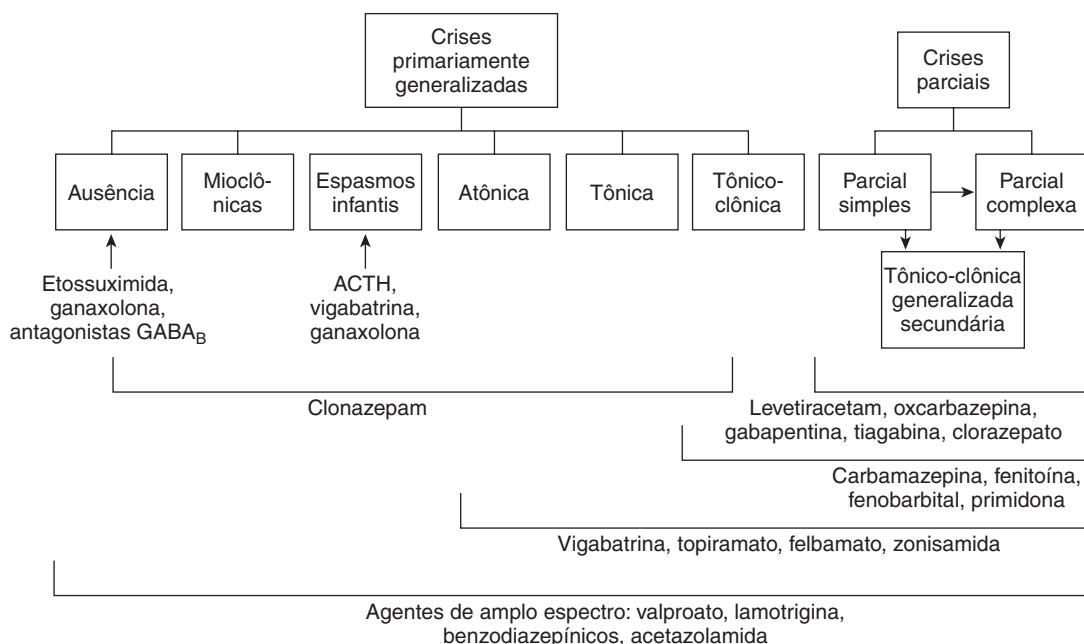 Crises
primariamente
generalizadas
Crises
parciais
Ausência
Mioclô-
nicas
Espasmos
infantis
Atônica
Tônica
Tônico-
clônica
Parcial
simples
Parcial
complexa
Etossuximida,
ganaxolona,
antagonistas GABA_B
ACTH,
vigabatrina,
ganaxolona
Tônico-clônica
generalizada
secundária
Clonazepam
Levetiracetam, oxcarbazepina,
gabapentina, tiagabina, clorazepato
Carbamazepina, fenitoína,
fenobarbital, primidona
Vigabatrina, topiramato, felbamato, zonisamida
Agentes de amplo espectro: valproato, lamotrigina,
benzodiazepínicos, acetazolamida